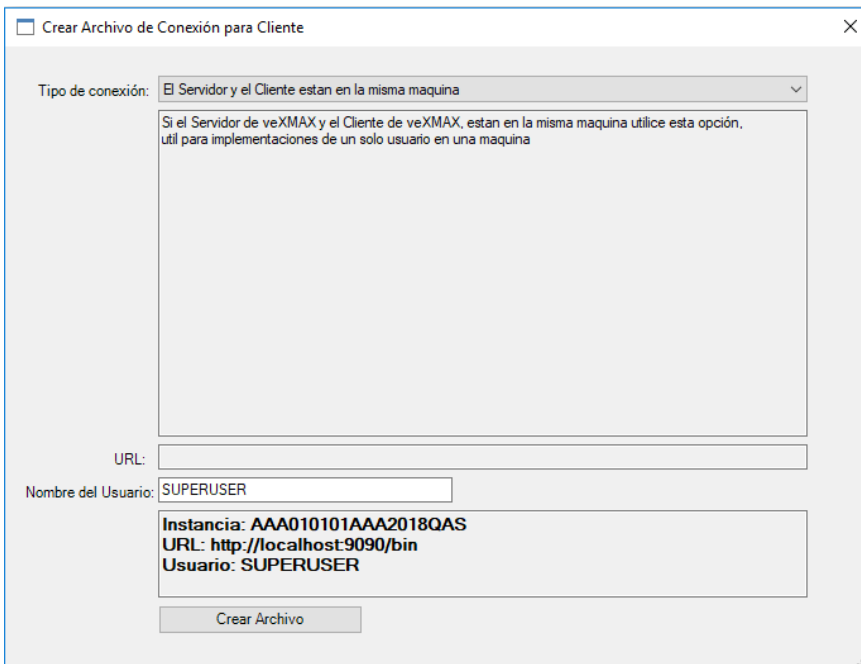 Crear Archivo de Conexión para Cliente
Tipo de conexión: El Servidor y el Cliente estan en la misma maquina
Si el Servidor de veXMAX y el Cliente de veXMAX, estan en la misma maquina utilice esta opción,
util para implementaciones de un solo usuario en una maquina
URL:
Nombre del Usuario: SUPERUSER
Instancia: AAA010101AAA2018QAS
URL: http://localhost:9090/bin
Usuario: SUPERUSER
Crear Archivo